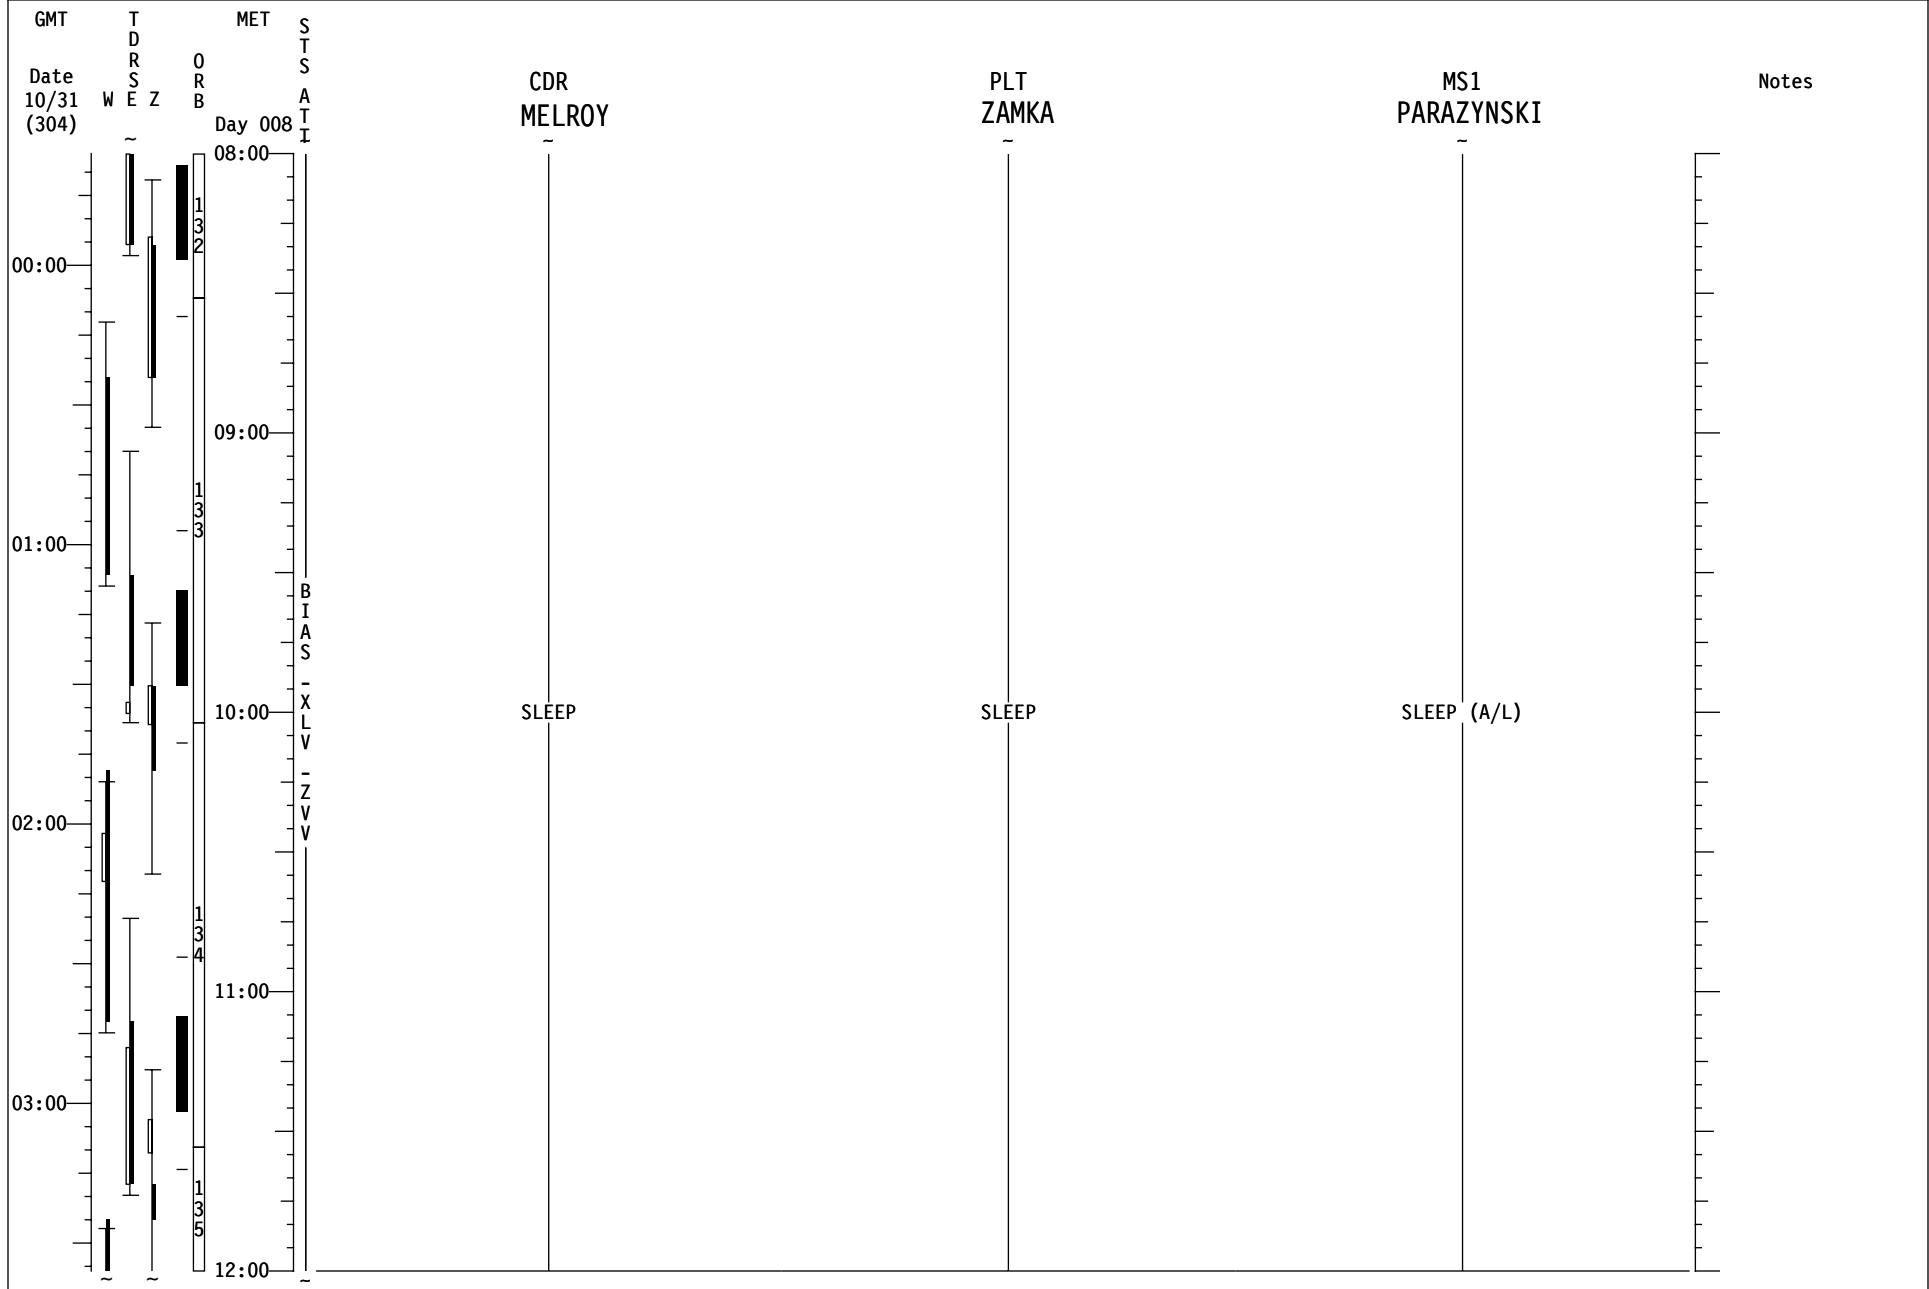 GMT
TDRS
MET
STS ATT
ORB
Date
10/31
(304)
W E Z
Day 008
CDR
MELROY
PLT
ZAMKA
MS1
PARAZYNSKI
Notes
~
~
~
~
08:00
132
00:00
09:00
133
01:00
BIAS -XLV -ZVV
10:00
SLEEP
SLEEP
SLEEP (A/L)
02:00
134
11:00
03:00
135
12:00
~
~
~